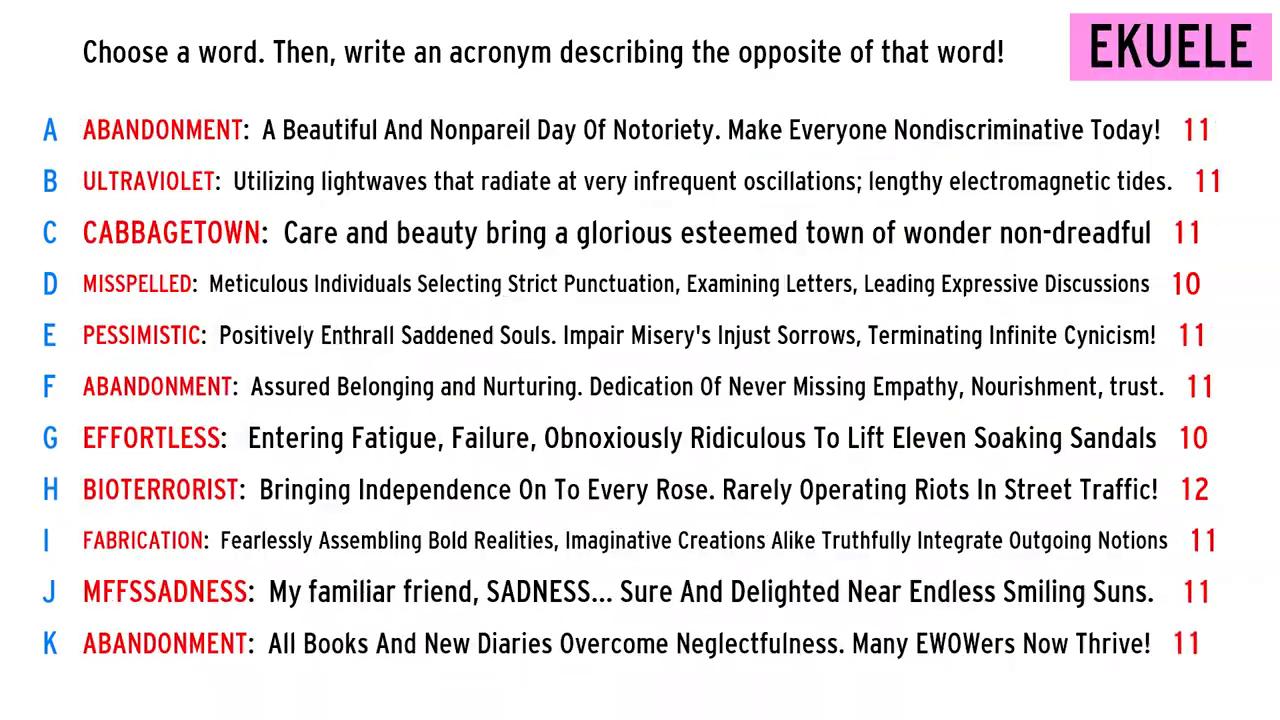 Choose a word. Then, write an acronym describing the opposite of that word!
EKUELE
A ABANDONMENT: A Beautiful And Nonpareil Day Of Notoriety. Make Everyone Nondiscriminative Today! 11
B ULTRAVIOLET: Utilizing lightwaves that radiate at very infrequent oscillations; lengthy electromagnetic tides. 11
C CABBAGETOWN: Care and beauty bring a glorious esteemed town of wonder non-dreadful 11
D MISSPELLED: Meticulous Individuals Selecting Strict Punctuation, Examining Letters, Leading Expressive Discussions 10
E PESSIMISTIC: Positively Enthrall Saddened Souls. Impair Misery's Injust Sorrows, Terminating Infinite Cynicism! 11
F ABANDONMENT: Assured Belonging and Nurturing. Dedication Of Never Missing Empathy, Nourishment, trust. 11
G EFFORTLESS: Entering Fatigue, Failure, Obnoxiously Ridiculous To Lift Eleven Soaking Sandals 10
H BIOTERRORIST: Bringing Independence On To Every Rose. Rarely Operating Riots In Street Traffic! 12
I FABRICATION: Fearlessly Assembling Bold Realities, Imaginative Creations Alike Truthfully Integrate Outgoing Notions 11
J MFFSSADNESS: My familiar friend, SADNESS... Sure And Delighted Near Endless Smiling Suns. 11
K ABANDONMENT: All Books And New Diaries Overcome Neglectfulness. Many EWOWers Now Thrive! 11